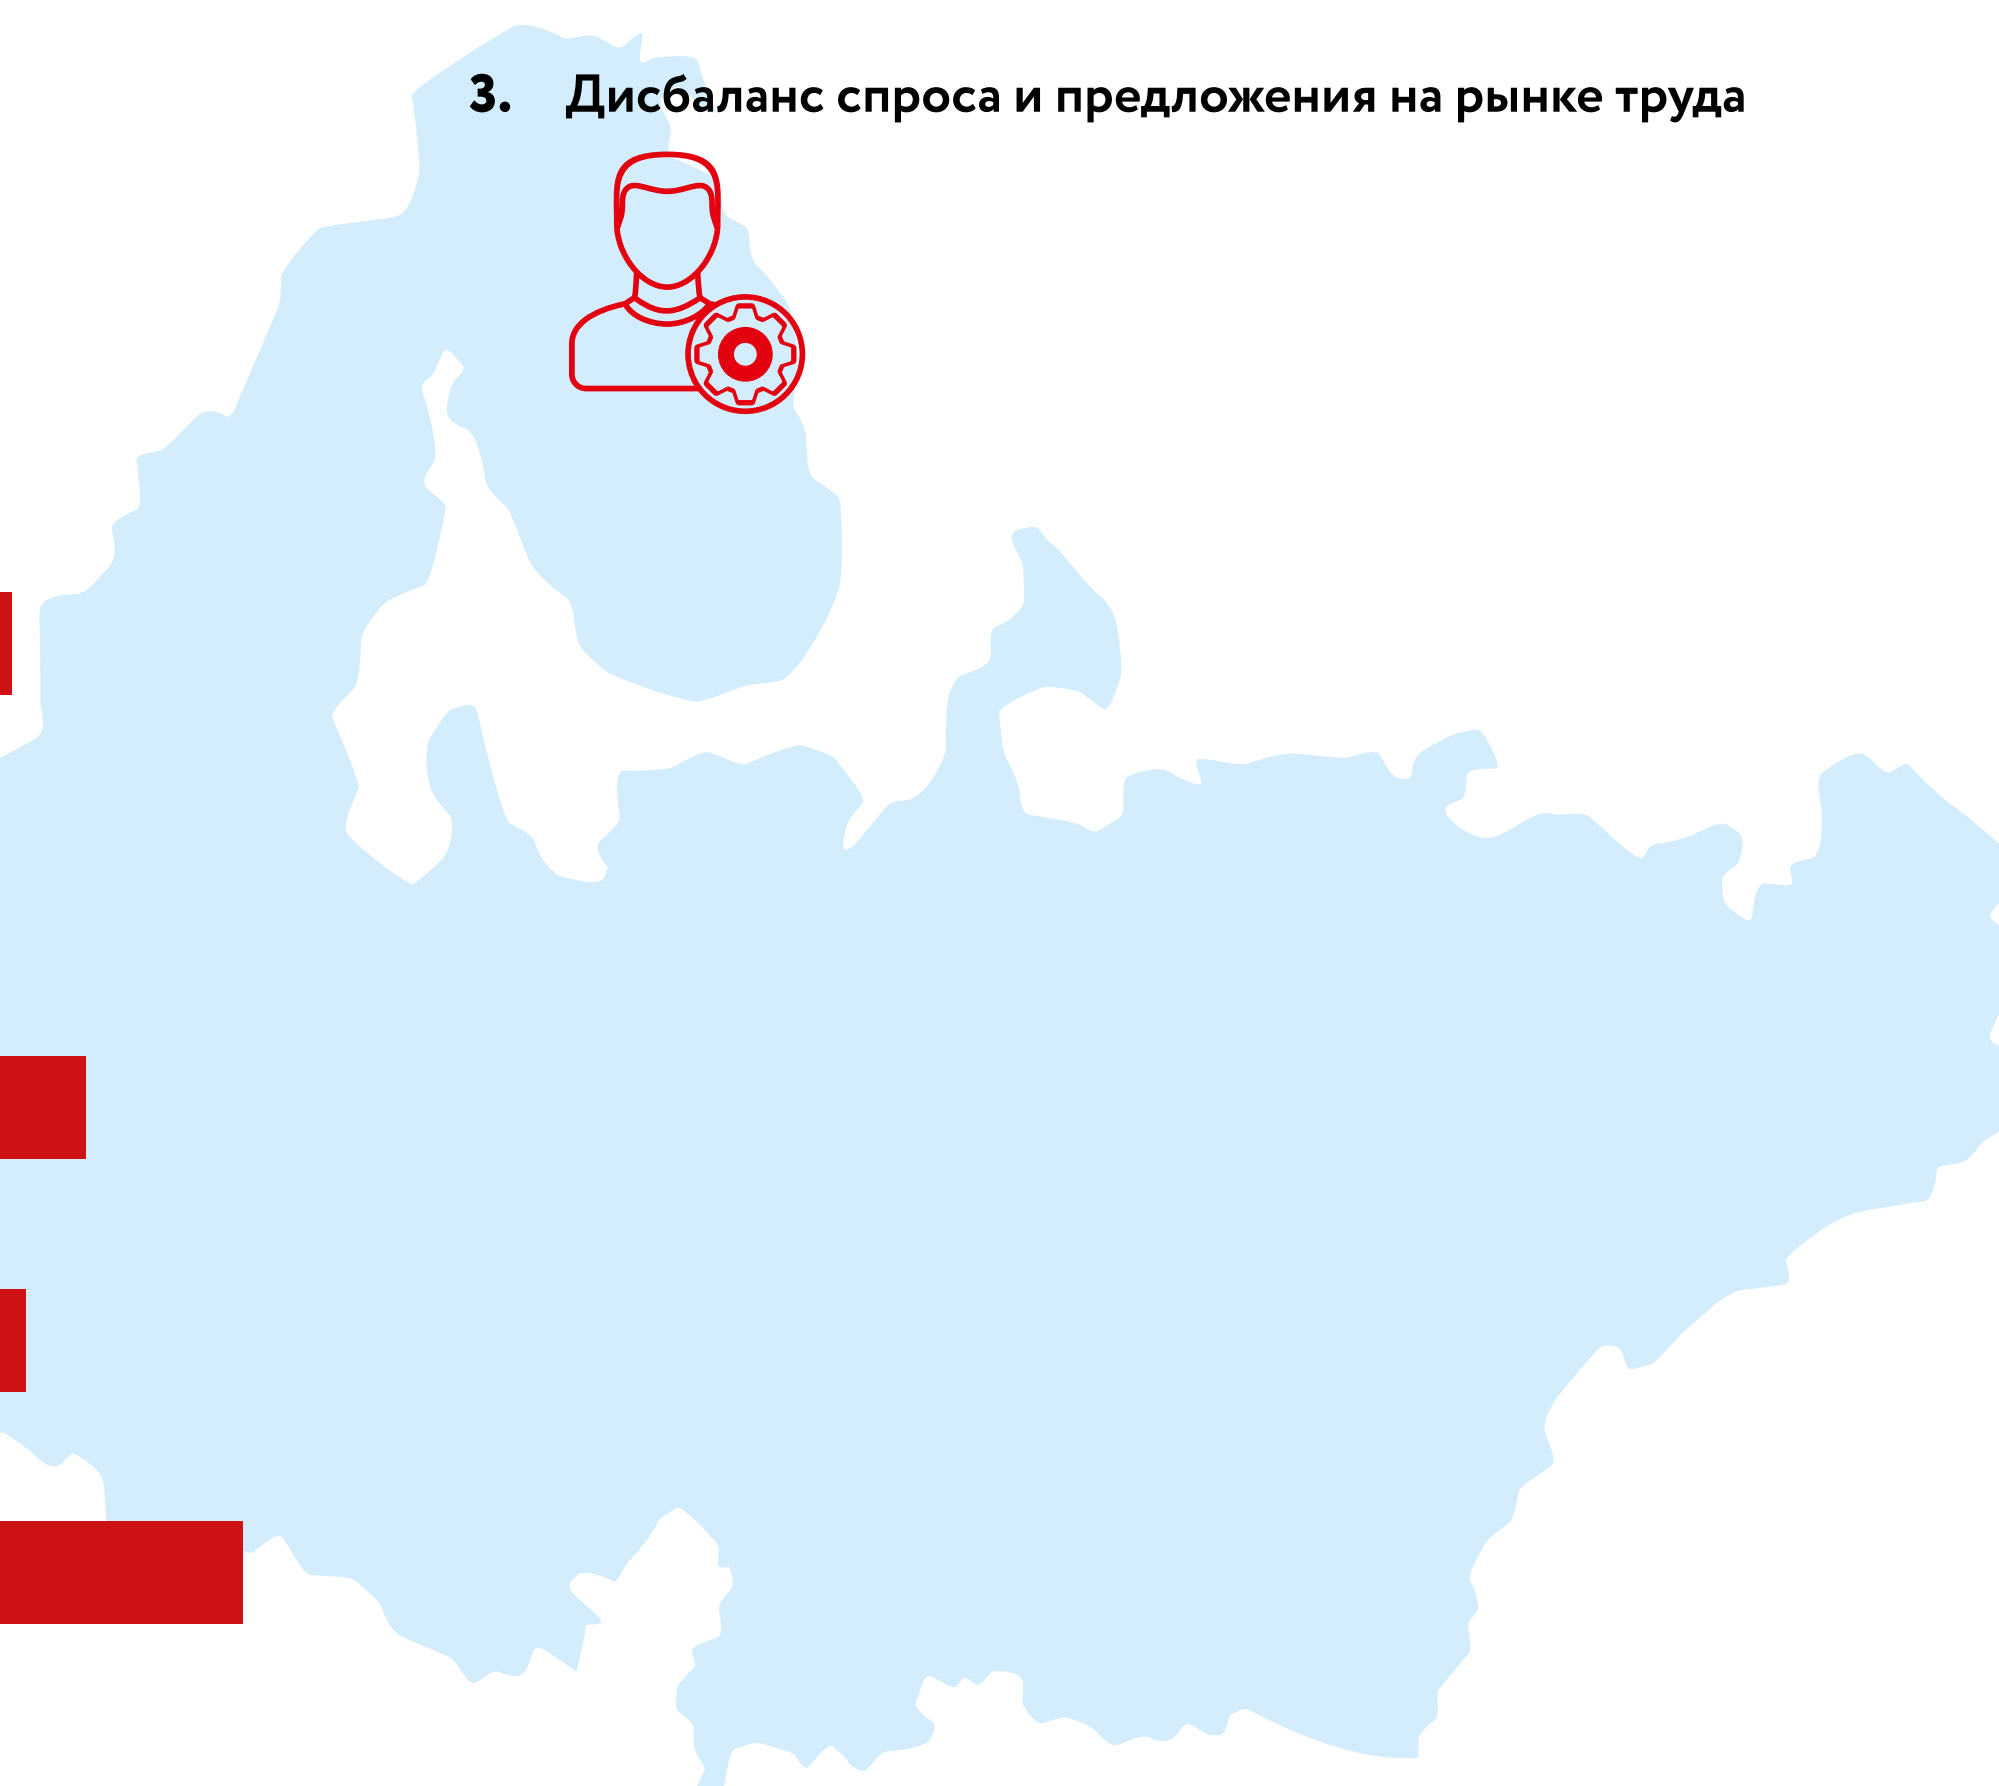 3. Дисбаланс спроса и предложения на рынке труда